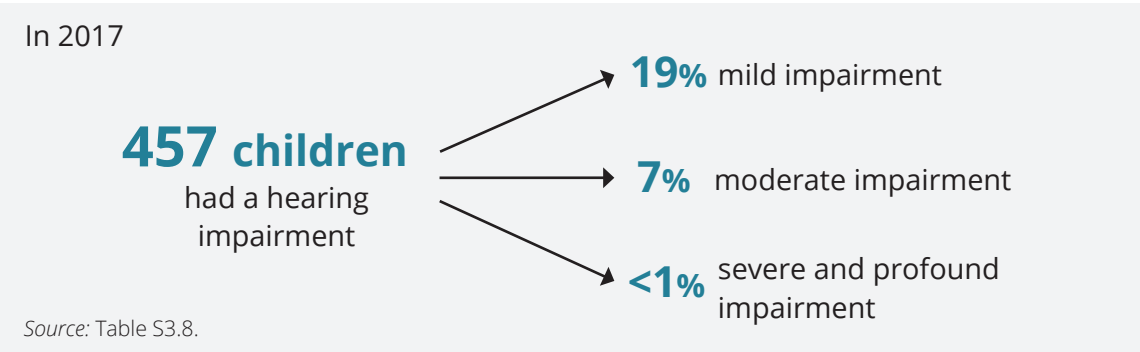 In 2017
457 children
had a hearing
impairment
19% mild impairment
7% moderate impairment
<1% severe and profound
impairment
Source: Table S3.8.